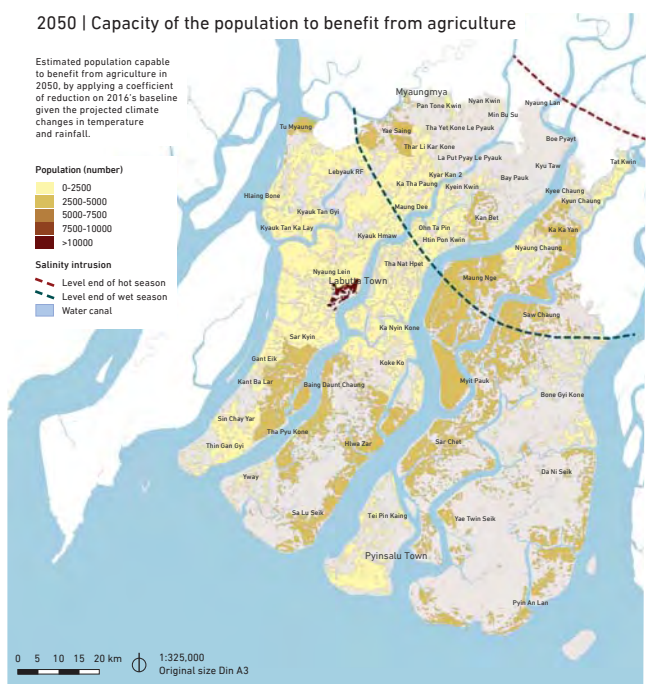 2050 | Capacity of the population to benefit from agriculture
Estimated population capable
to benefit from agriculture in
2050, by applying a coefficient
of reduction on 2016's baseline
given the projected climate
changes in temperature
and rainfall.
Population (number)
0-2500
2500-5000
5000-7500
7500-10000
>10000
Salinity intrusion
Level end of hot season
Level end of wet season
Water canal
Myaungmya
Pan Tone Kwin
Nyan Kwin
Nyaung Lan
Min Bu Su
Tu Myaung
Yae Saing
Tha Yet Kone Le Pyauk
Boe Pyayt
Thar Li Kar Kone
La Put Pyay Le Pyauk
Tat Kwin
Lebyauk RF
Kyar Kan 2
Kyu Taw
Ka Tha Paung
Kyein Kwin
Bay Pauk
Kyee Chaung
Hlaing Bone
Kyun Chaung
Maung Dee
Kyauk Tan Gyi
Kan Bet
Kyauk Tan Ka Lay
Ohn Ta Pin
Ka Ka Yan
Kyauk Hmaw
Htin Pon Kwin
Nyaung Chaung
Tha Nat Hpet
Nyaung Lein
Maung Nge
Labutta Town
Saw Chaung
Ka Nyin Kone
Sar Kyin
Gant Eik
Koke Ko
Kant Ba Lar
Baing Daunt Chaung
Myit Pauk
Bone Gyi Kone
Sin Chay Yar
Tha Pyu Kone
Thin Gan Gyi
Hlwa Zar
Sar Chet
Yway
Da Ni Seik
Sa Lu Seik
Tei Pin Kaing
Yae Twin Seik
Pyinsalu Town
Pyin An Lan
0 5 10 15 20 km
1:325,000
Original size Din A3